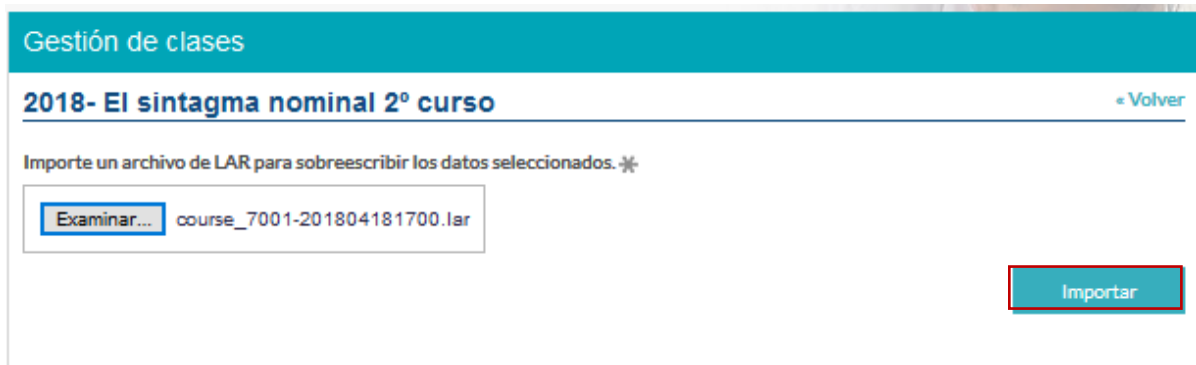 Gestión de clases
2018- El sintagma nominal 2º curso
« Volver
Importe un archivo de LAR para sobreescribir los datos seleccionados.
Examinar... course_7001-201804181700.lar
Importar